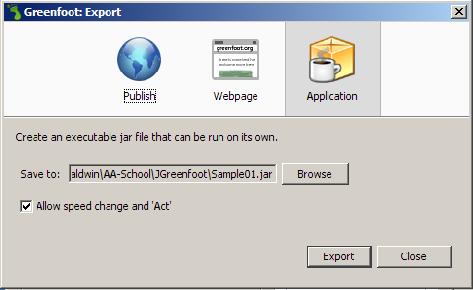 Greenfoot: Export
greenfoot.org
Publish
Webpage
Application
Create an executabe jar file that can be run on its own.
Save to: aldwin\AA-School\JGreenfoot\Sample01.jar Browse
Allow speed change and 'Act'
Export Close